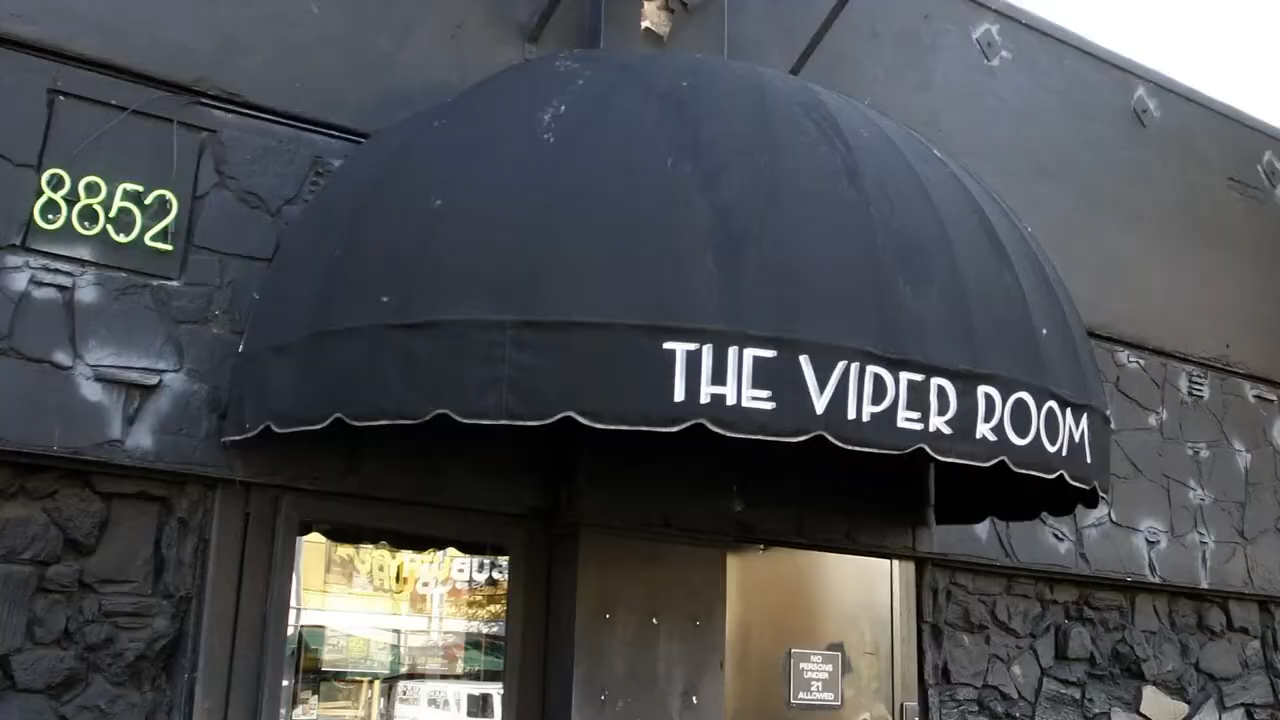 8852
THE VIPER ROOM
NO
PERSONS
UNDER
21
ALLOWED